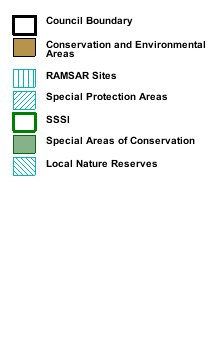 Council Boundary
Conservation and Environmental
Areas
RAMSAR Sites
Special Protection Areas
SSSI
Special Areas of Conservation
Local Nature Reserves